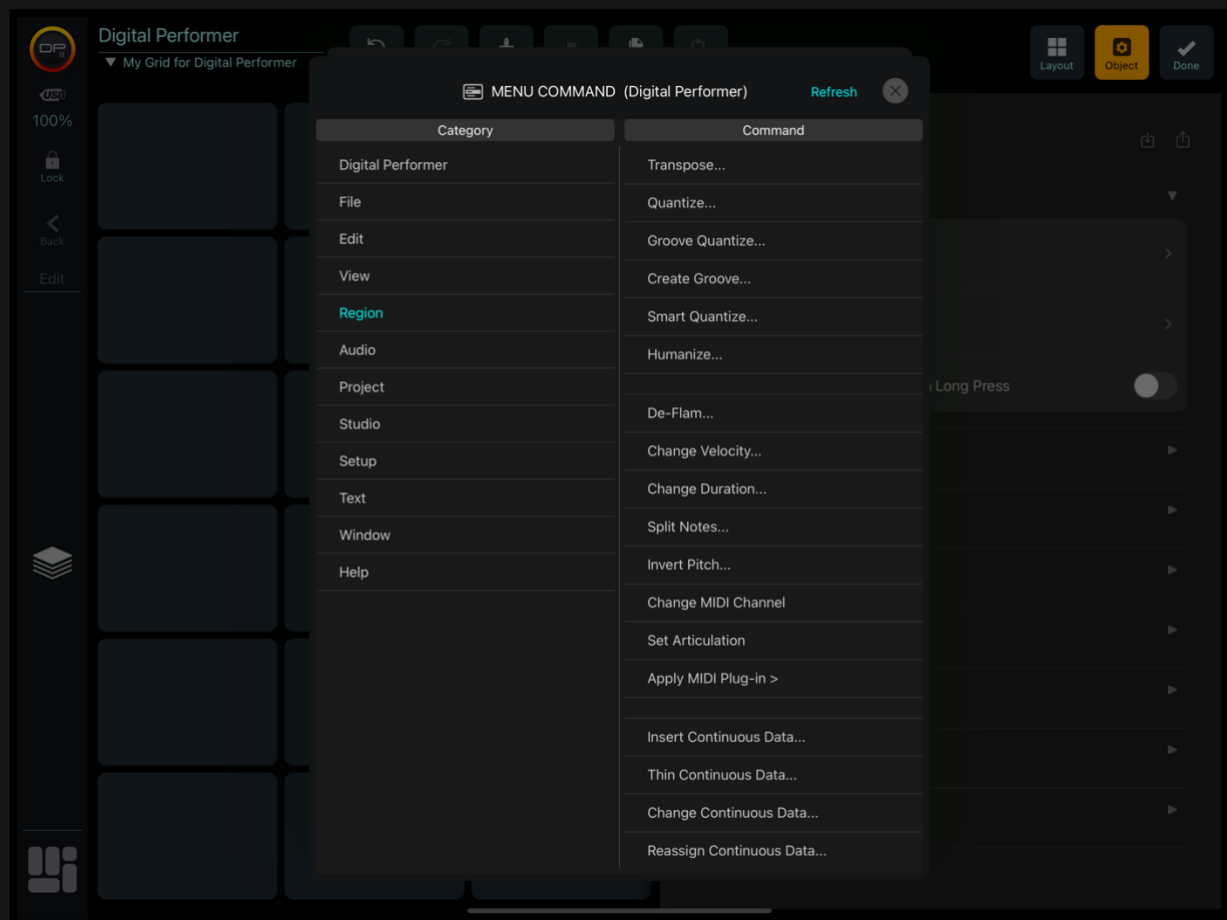 DP
11
Digital Performer
▼ My Grid for Digital Performer
USB
100%
Lock
Back
Edit
Layout
Object
Done
MENU COMMAND (Digital Performer)
Refresh
Category
Command
Digital Performer
File
Edit
View
Region
Audio
Project
Studio
Setup
Text
Window
Help
Transpose...
Quantize...
Groove Quantize...
Create Groove...
Smart Quantize...
Humanize...
De-Flam...
Change Velocity...
Change Duration...
Split Notes...
Invert Pitch...
Change MIDI Channel
Set Articulation
Apply MIDI Plug-in >
Insert Continuous Data...
Thin Continuous Data...
Change Continuous Data...
Reassign Continuous Data...
Long Press